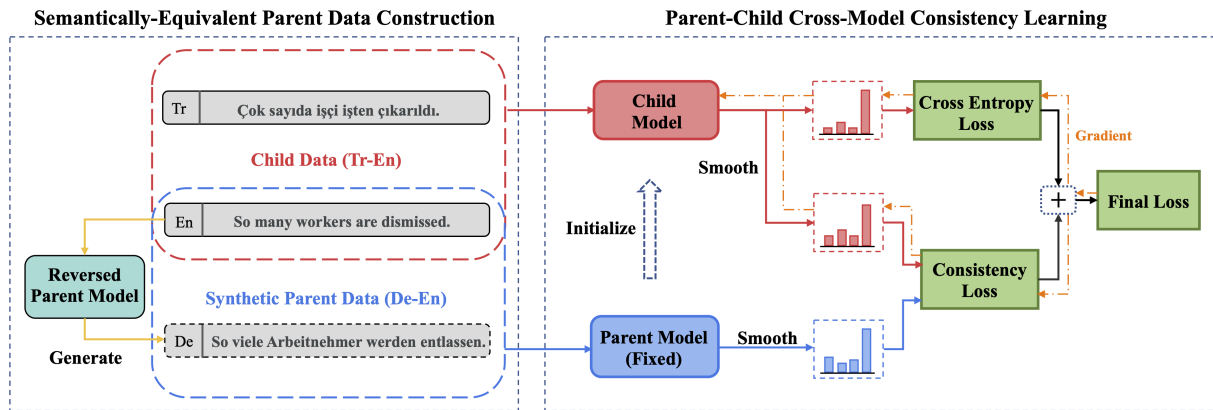 Semantically-Equivalent Parent Data Construction
Tr
Çok sayıda işçi işten çıkarıldı.
Child Data (Tr-En)
En
So many workers are dismissed.
Reversed
Parent Model
Synthetic Parent Data (De-En)
De
So viele Arbeitnehmer werden entlassen.
Generate
Parent-Child Cross-Model Consistency Learning
Child
Model
Cross Entropy
Loss
Gradient
Smooth
Initialize
+
Final Loss
Consistency
Loss
Parent Model
(Fixed)
Smooth